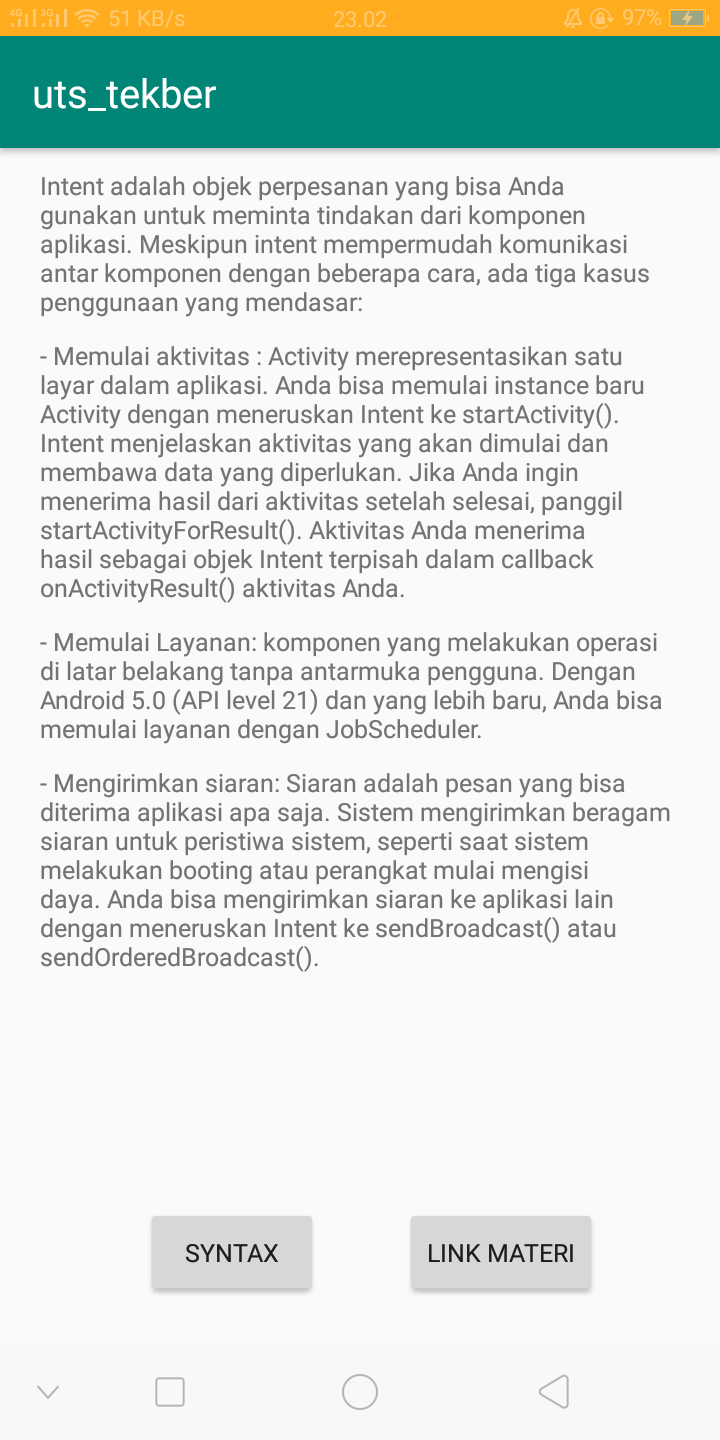 4G 3G 51 KB/s 23.02 97%
uts_tekber
Intent adalah objek perpesanan yang bisa Anda
gunakan untuk meminta tindakan dari komponen
aplikasi. Meskipun intent mempermudah komunikasi
antar komponen dengan beberapa cara, ada tiga kasus
penggunaan yang mendasar:
- Memulai aktivitas : Activity merepresentasikan satu
layar dalam aplikasi. Anda bisa memulai instance baru
Activity dengan meneruskan Intent ke startActivity().
Intent menjelaskan aktivitas yang akan dimulai dan
membawa data yang diperlukan. Jika Anda ingin
menerima hasil dari aktivitas setelah selesai, panggil
startActivityForResult(). Aktivitas Anda menerima
hasil sebagai objek Intent terpisah dalam callback
onActivityResult() aktivitas Anda.
- Memulai Layanan: komponen yang melakukan operasi
di latar belakang tanpa antarmuka pengguna. Dengan
Android 5.0 (API level 21) dan yang lebih baru, Anda bisa
memulai layanan dengan JobScheduler.
- Mengirimkan siaran: Siaran adalah pesan yang bisa
diterima aplikasi apa saja. Sistem mengirimkan beragam
siaran untuk peristiwa sistem, seperti saat sistem
melakukan booting atau perangkat mulai mengisi
daya. Anda bisa mengirimkan siaran ke aplikasi lain
dengan meneruskan Intent ke sendBroadcast() atau
sendOrderedBroadcast().
SYNTAX LINK MATERI